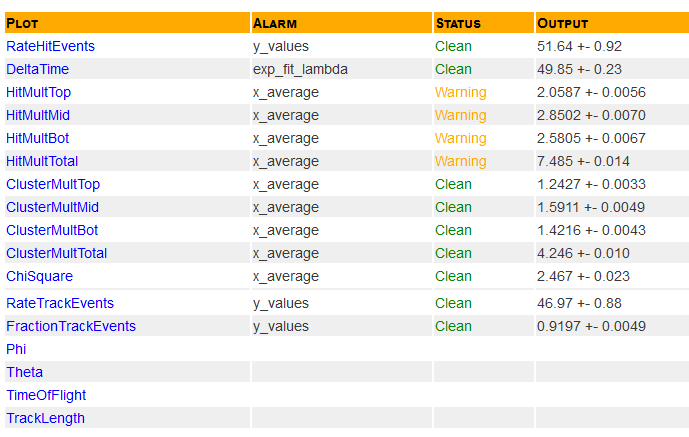 Plot Alarm Status Output
RateHitEvents y_values Clean 51.64 +- 0.92
DeltaTime exp_fit_lambda Clean 49.85 +- 0.23
HitMultTop x_average Warning 2.0587 +- 0.0056
HitMultMid x_average Warning 2.8502 +- 0.0070
HitMultBot x_average Warning 2.5805 +- 0.0067
HitMultTotal x_average Warning 7.485 +- 0.014
ClusterMultTop x_average Clean 1.2427 +- 0.0033
ClusterMultMid x_average Clean 1.5911 +- 0.0049
ClusterMultBot x_average Clean 1.4216 +- 0.0043
ClusterMultTotal x_average Clean 4.246 +- 0.010
ChiSquare x_average Clean 2.467 +- 0.023
RateTrackEvents y_values Clean 46.97 +- 0.88
FractionTrackEvents y_values Clean 0.9197 +- 0.0049
Phi
Theta
TimeOfFlight
TrackLength